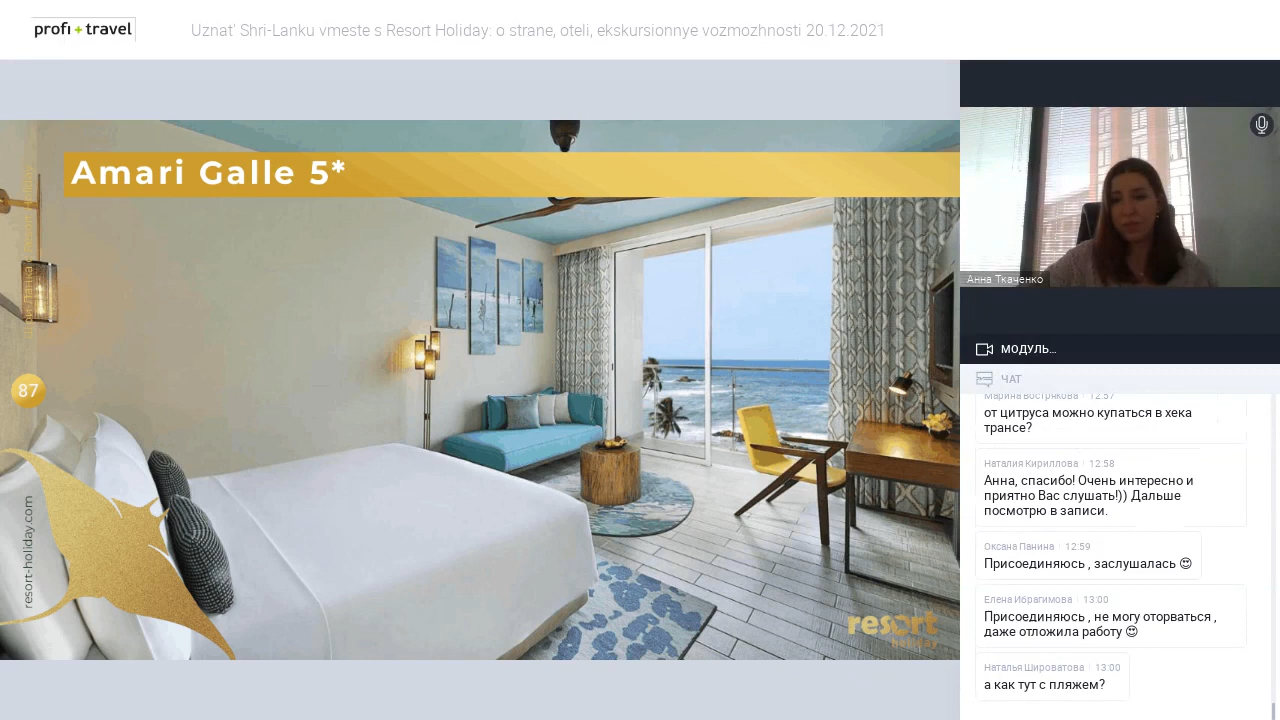 profi+travel
Uznat' Shri-Lanku vmeste s Resort Holiday: o strane, oteli, ekskursionnye vozmozhnosti 20.12.2021
Amari Galle 5*
87
resort-holiday.com
resort
holiday
Анна Ткаченко
МОДУЛЬ...
ЧАТ
Марина Вострякова · 12:57
от цитруса можно купаться в хека
трансе?
Наталия Кириллова · 12:58
Анна, спасибо! Очень интересно и
приятно Вас слушать!)) Дальше
посмотрю в записи.
Оксана Панина · 12:59
Присоединяюсь , заслушалась 😍
Елена Ибрагимова · 13:00
Присоединяюсь , не могу оторваться ,
даже отложила работу 😍
Наталья Широватова · 13:00
а как тут с пляжем?